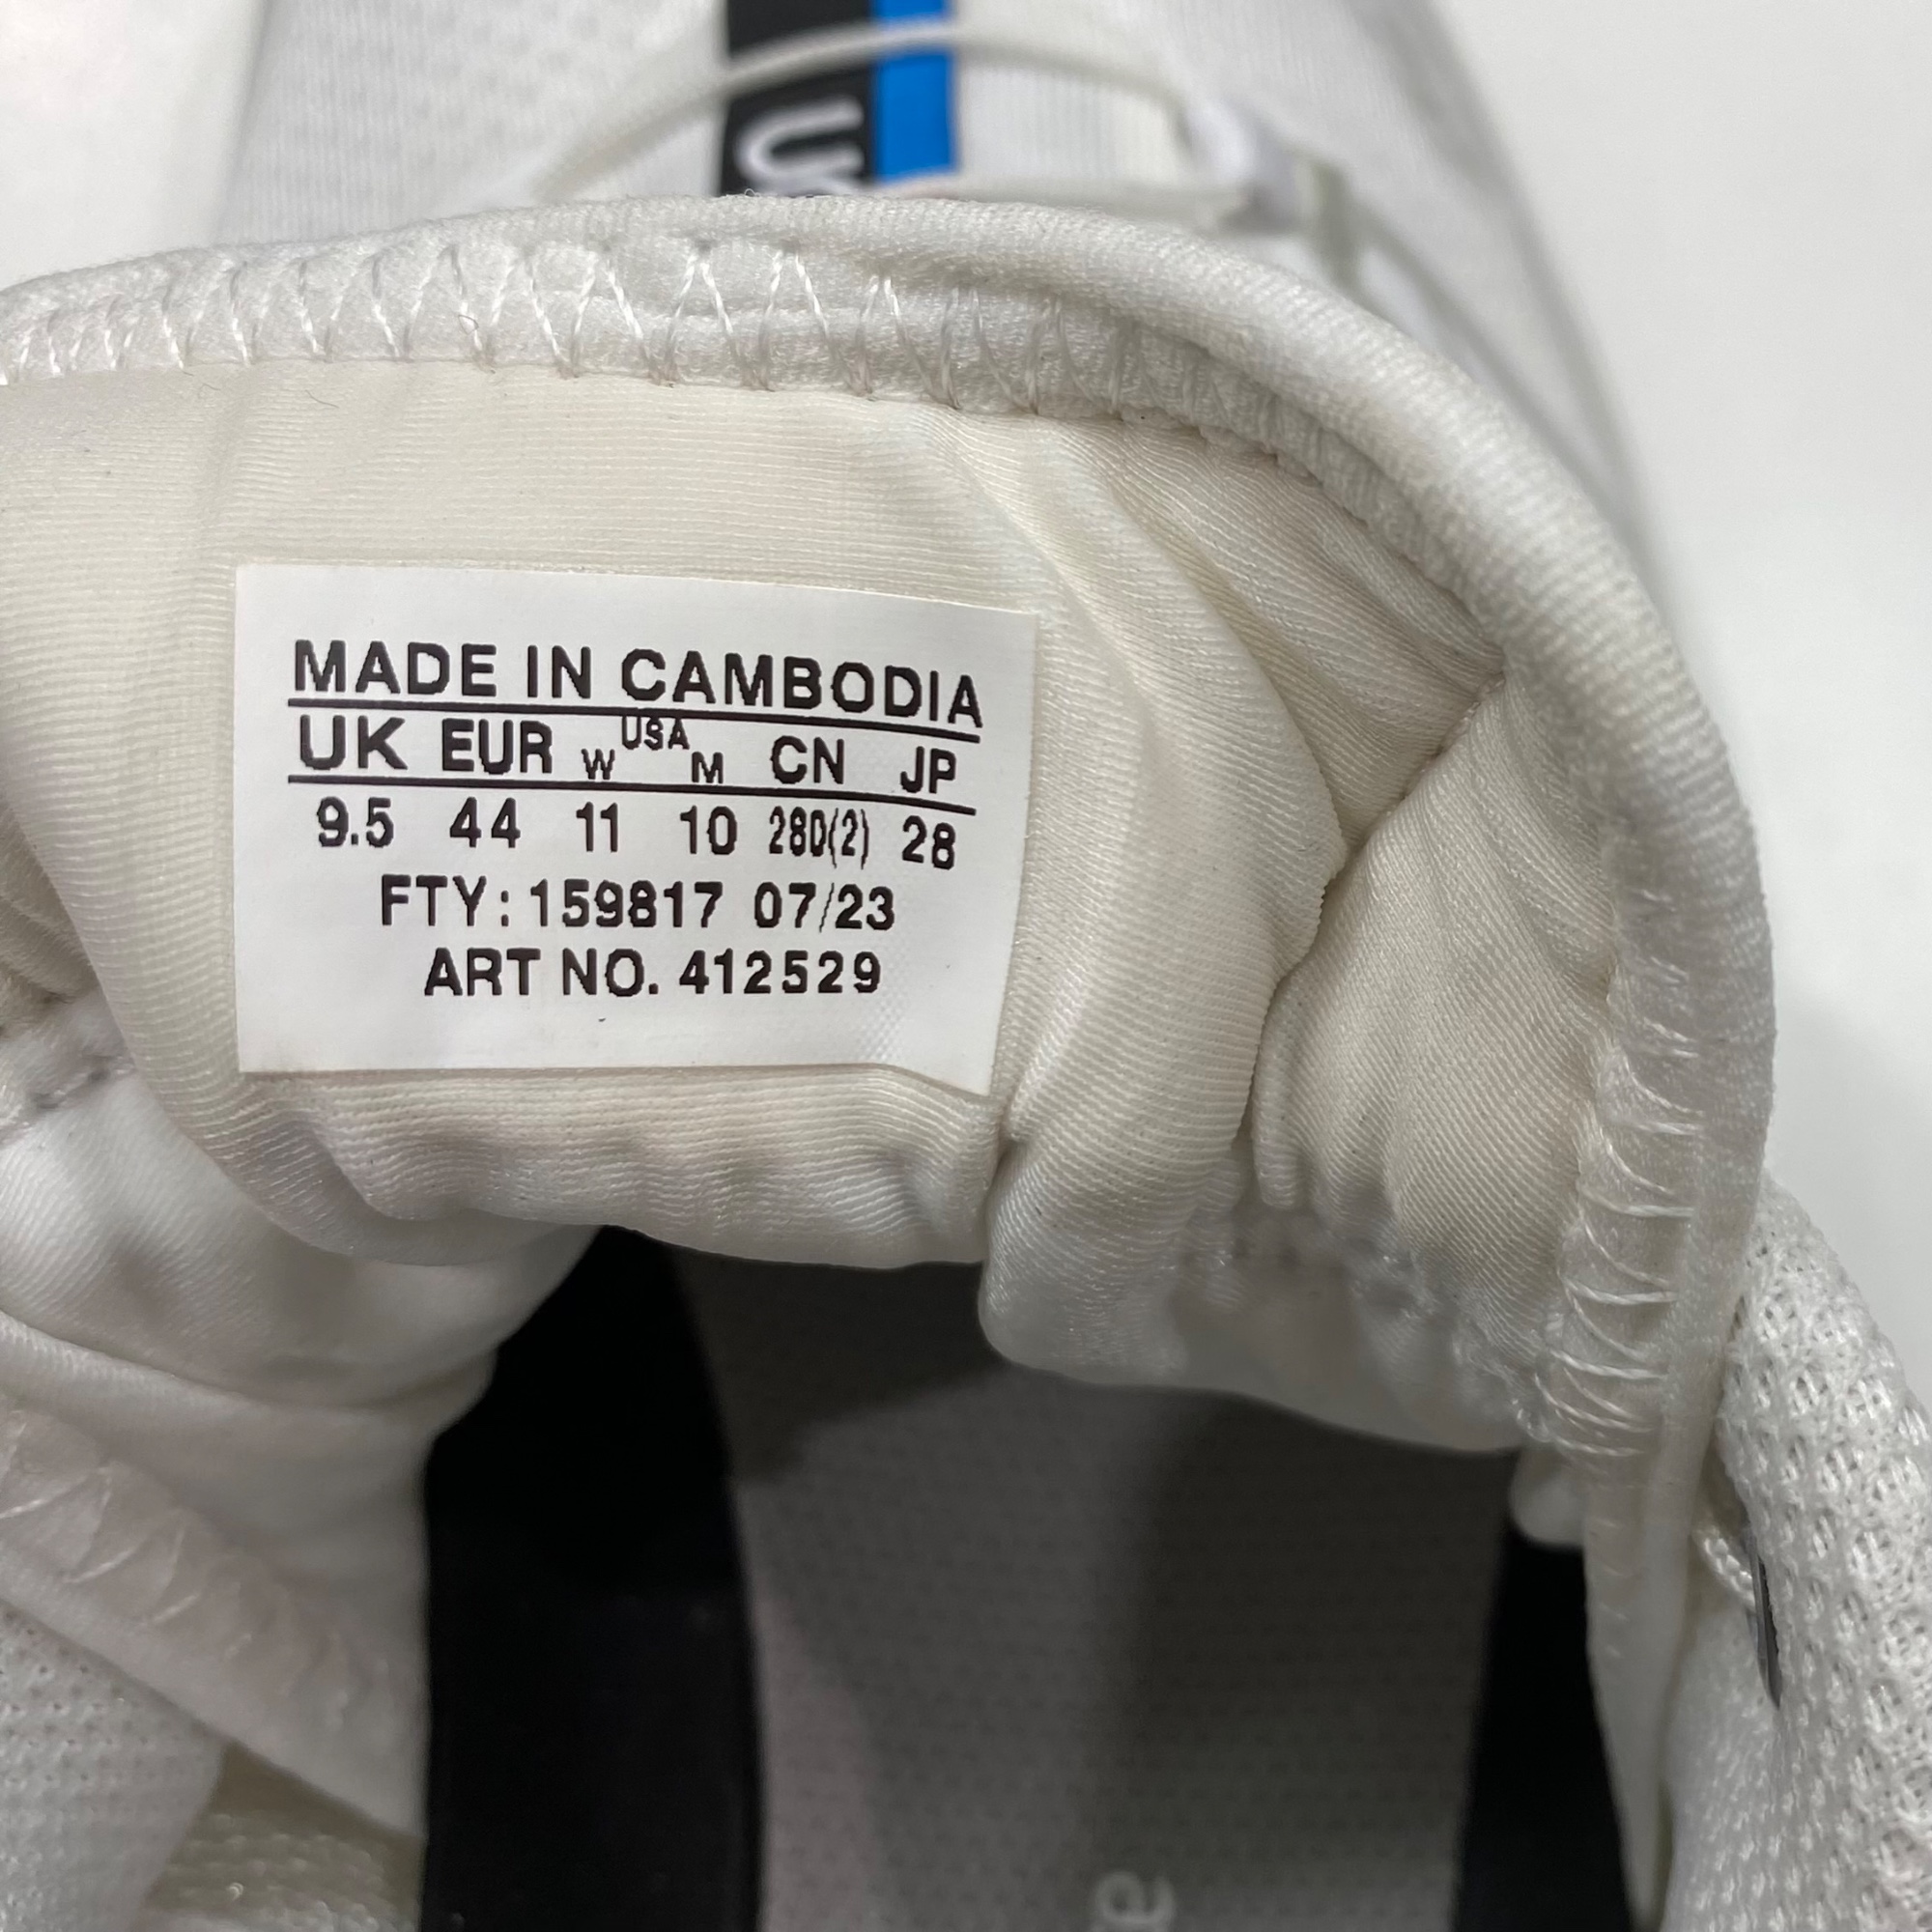 MADE IN CAMBODIA
UK EUR W USA M CN JP
9.5 44 11 10 280(2) 28
FTY: 159817 07/23
ART NO. 412529